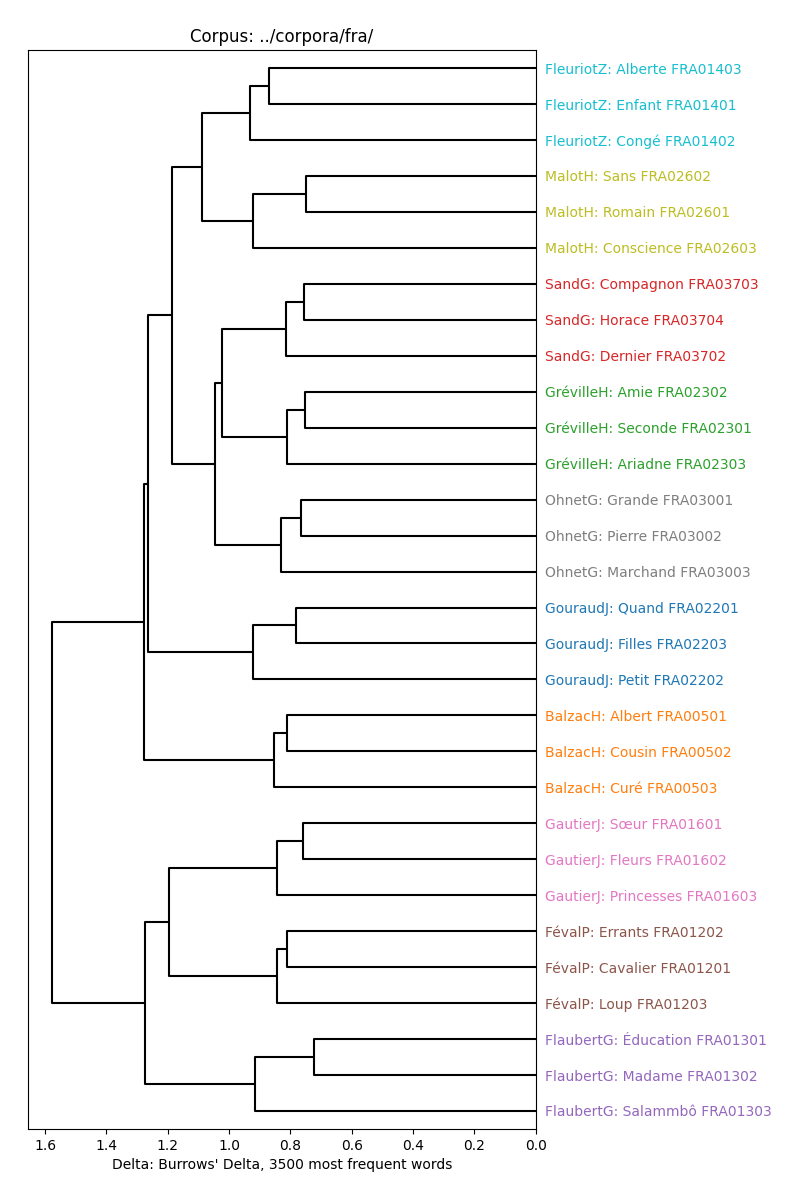 Corpus: ../corpora/fra/
FleuriotZ: Alberte FRA01403
FleuriotZ: Enfant FRA01401
FleuriotZ: Congé FRA01402
MalotH: Sans FRA02602
MalotH: Romain FRA02601
MalotH: Conscience FRA02603
SandG: Compagnon FRA03703
SandG: Horace FRA03704
SandG: Dernier FRA03702
GrévilleH: Amie FRA02302
GrévilleH: Seconde FRA02301
GrévilleH: Ariadne FRA02303
OhnetG: Grande FRA03001
OhnetG: Pierre FRA03002
OhnetG: Marchand FRA03003
GouraudJ: Quand FRA02201
GouraudJ: Filles FRA02203
GouraudJ: Petit FRA02202
BalzacH: Albert FRA00501
BalzacH: Cousin FRA00502
BalzacH: Curé FRA00503
GautierJ: Sœur FRA01601
GautierJ: Fleurs FRA01602
GautierJ: Princesses FRA01603
FévalP: Errants FRA01202
FévalP: Cavalier FRA01201
FévalP: Loup FRA01203
FlaubertG: Éducation FRA01301
FlaubertG: Madame FRA01302
FlaubertG: Salammbô FRA01303
1.6 1.4 1.2 1.0 0.8 0.6 0.4 0.2 0.0
Delta: Burrows' Delta, 3500 most frequent words